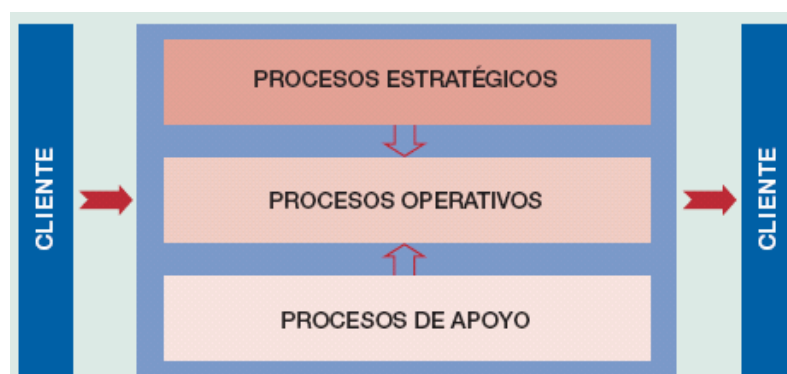 CLIENTE
PROCESOS ESTRATÉGICOS
PROCESOS OPERATIVOS
PROCESOS DE APOYO
CLIENTE